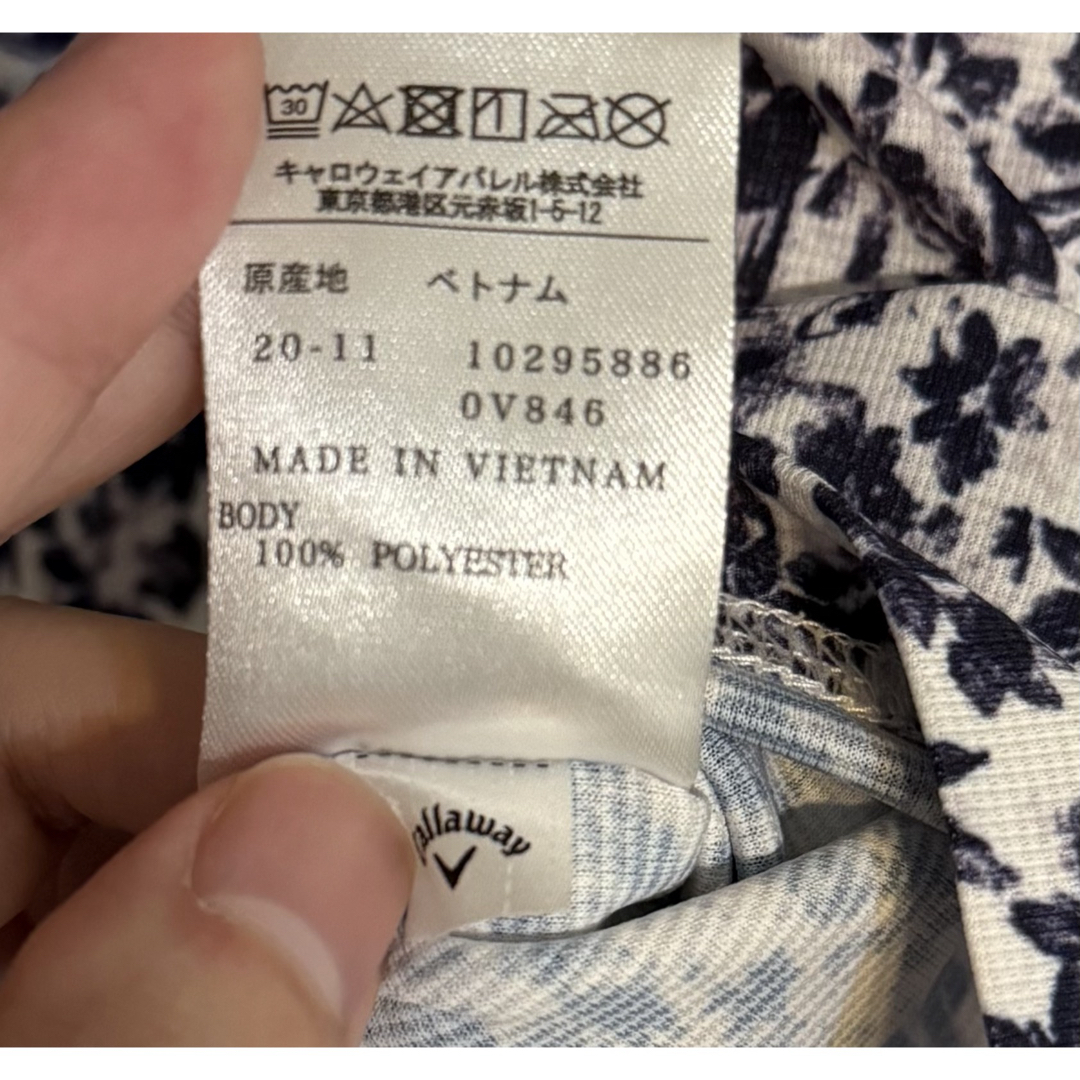 30
キャロウェイアパレル株式会社
東京都港区元赤坂1-5-12
原産地 ベトナム
20-11 10295886
0V846
MADE IN VIETNAM
BODY
100% POLYESTER
allaway